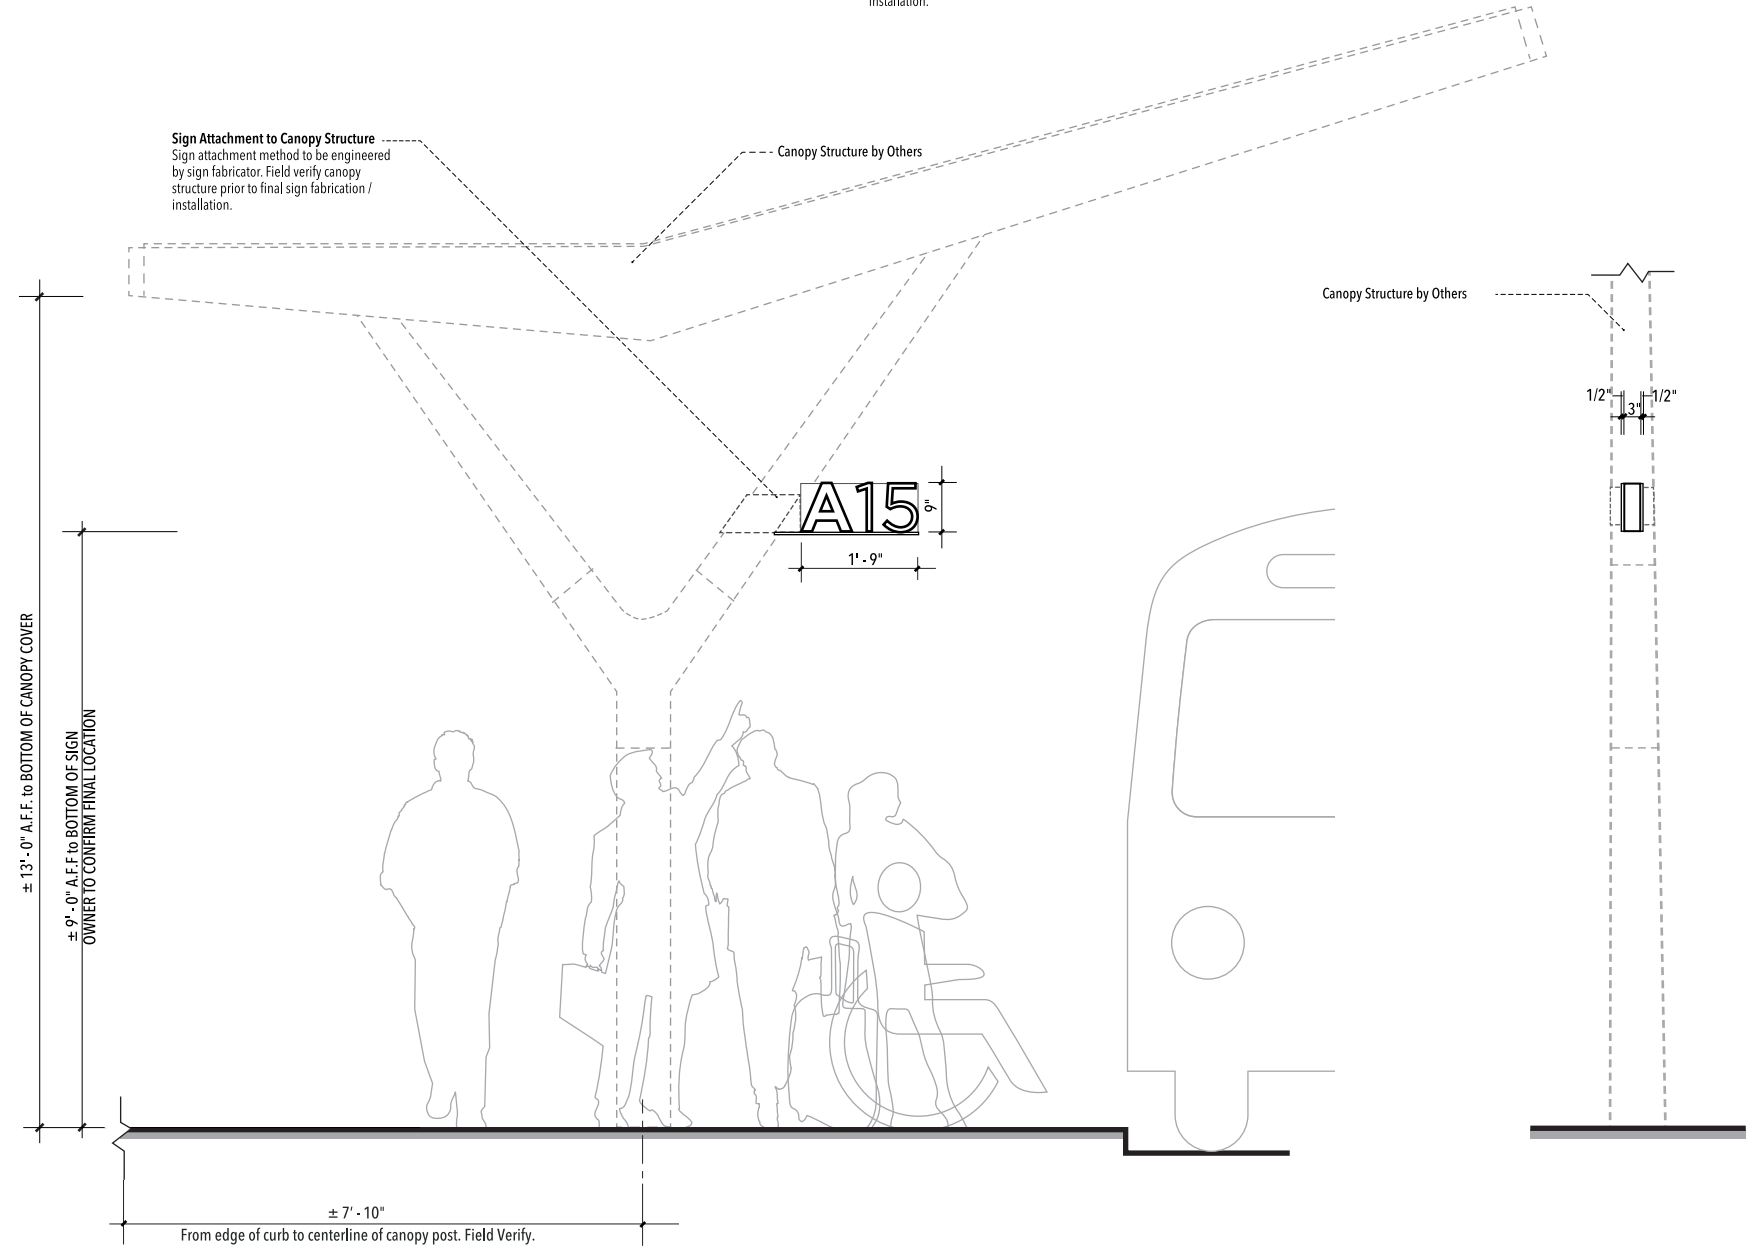 installation.
Sign Attachment to Canopy Structure
Sign attachment method to be engineered
by sign fabricator. Field verify canopy
structure prior to final sign fabrication /
installation.
Canopy Structure by Others
Canopy Structure by Others
1/2"
1/2"
3"
A15
9"
1' - 9"
± 13' - 0" A.F.F. to BOTTOM OF CANOPY COVER
± 9' - 0" A.F.F to BOTTOM OF SIGN
OWNER TO CONFIRM FINAL LOCATION
± 7' - 10"
From edge of curb to centerline of canopy post. Field Verify.